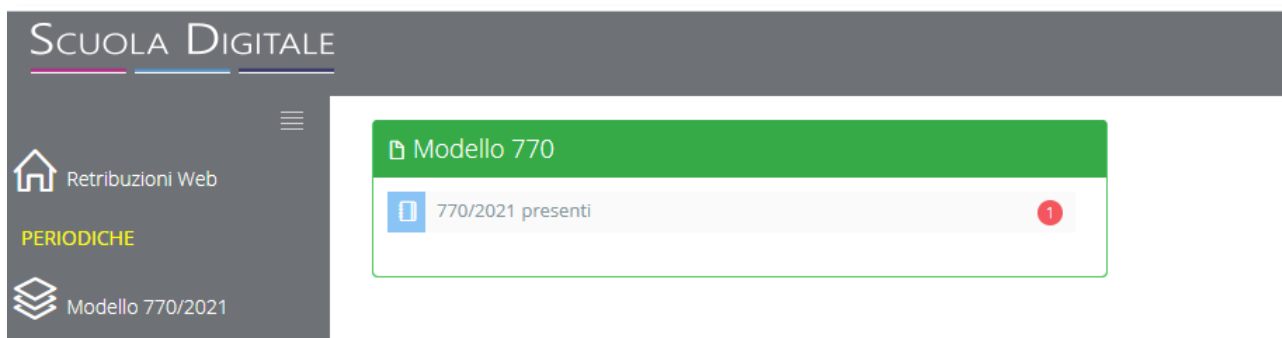 SCUOLA DIGITALE
Retribuzioni Web
PERIODICHE
Modello 770/2021
Modello 770
770/2021 presenti
1